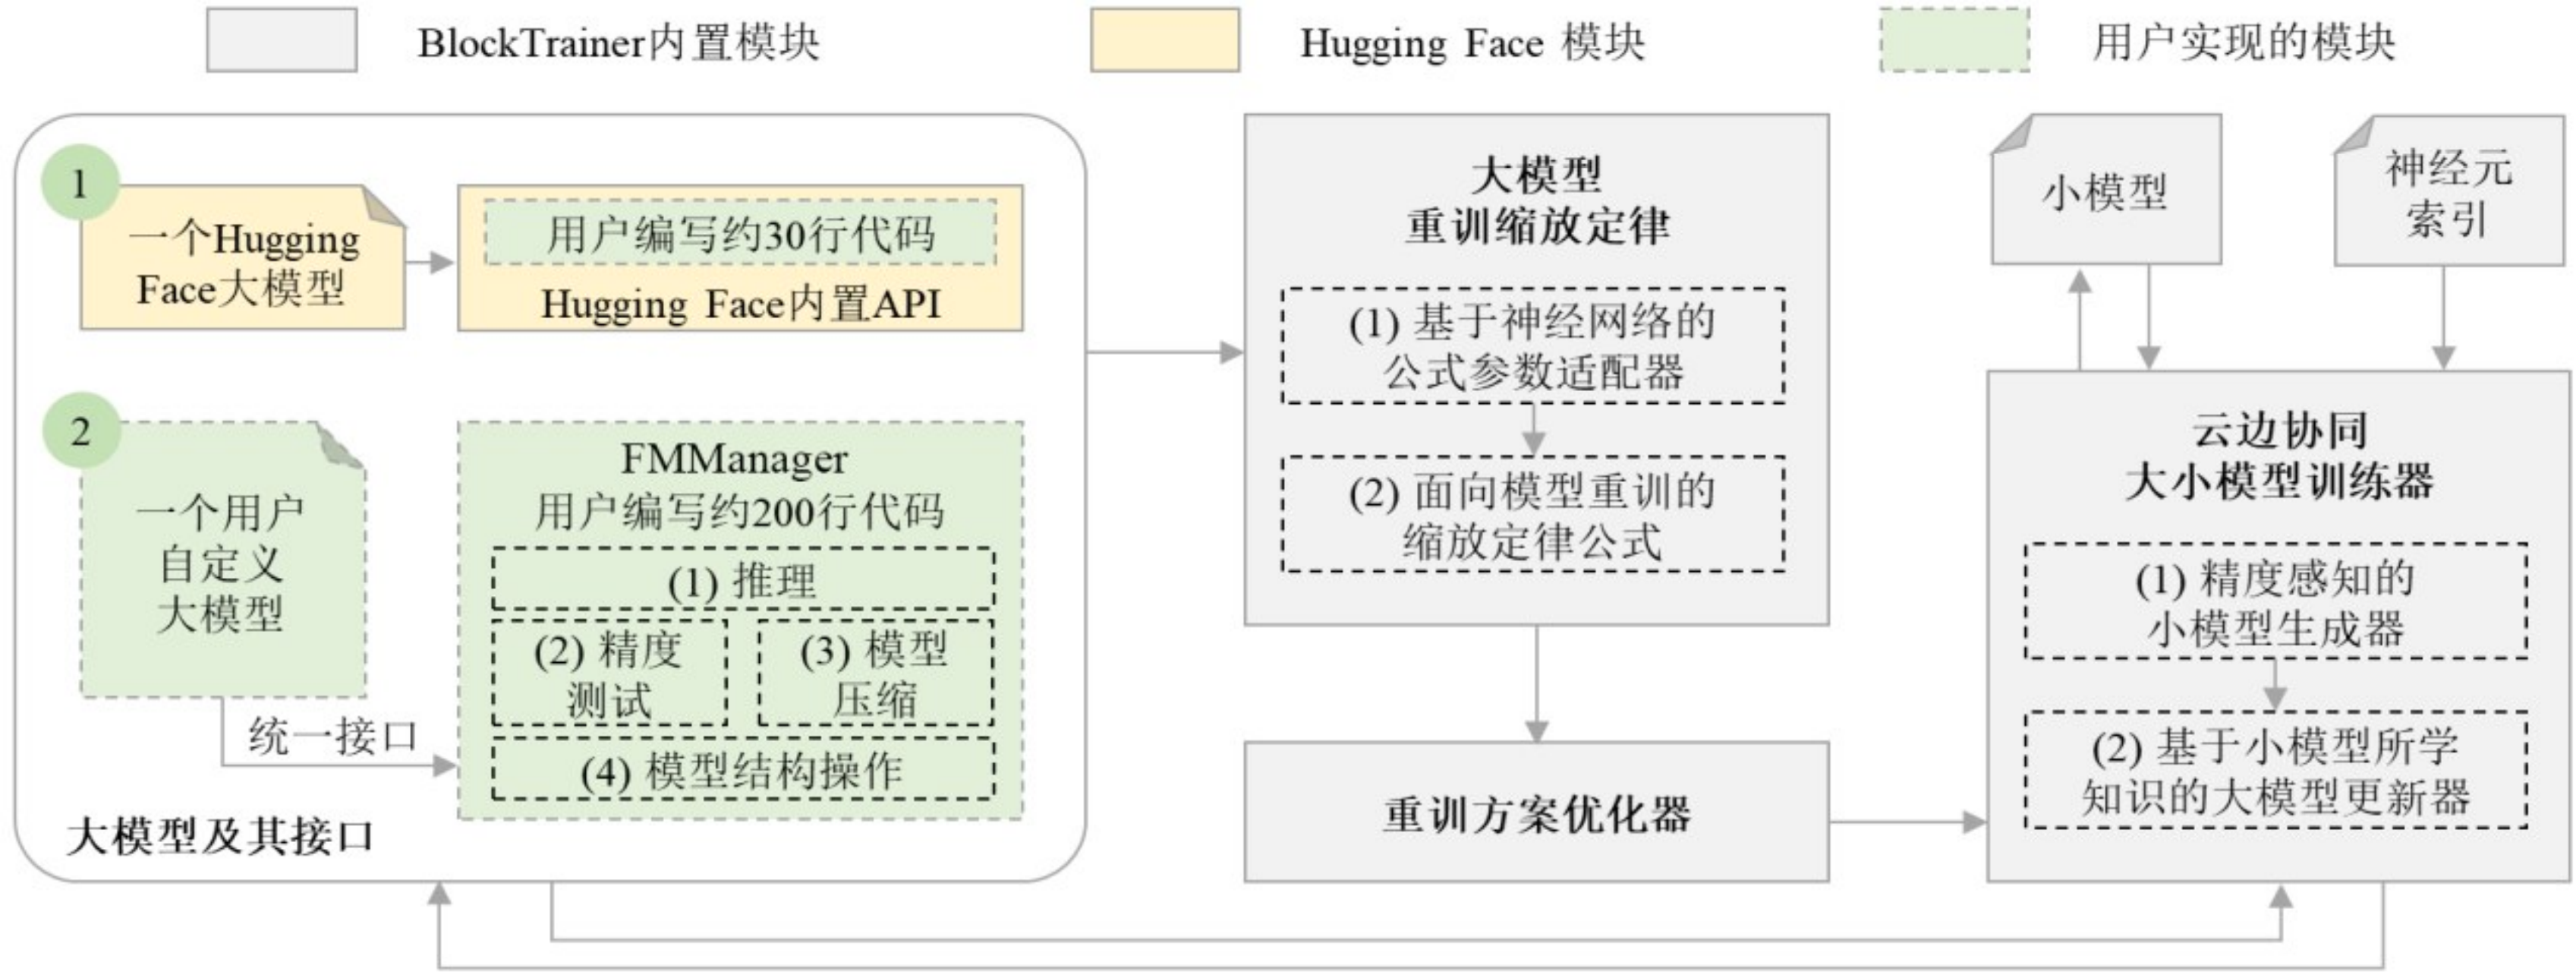 BlockTrainer内置模块
Hugging Face 模块
用户实现的模块
1
一个Hugging
Face大模型
用户编写约30行代码
Hugging Face内置API
2
一个用户
自定义
大模型
统一接口
FMManager
用户编写约200行代码
(1) 推理
(2) 精度
测试
(3) 模型
压缩
(4) 模型结构操作
大模型及其接口
大模型
重训缩放定律
(1) 基于神经网络的
公式参数适配器
(2) 面向模型重训的
缩放定律公式
重训方案优化器
小模型
神经元
索引
云边协同
大小模型训练器
(1) 精度感知的
小模型生成器
(2) 基于小模型所学
知识的大模型更新器